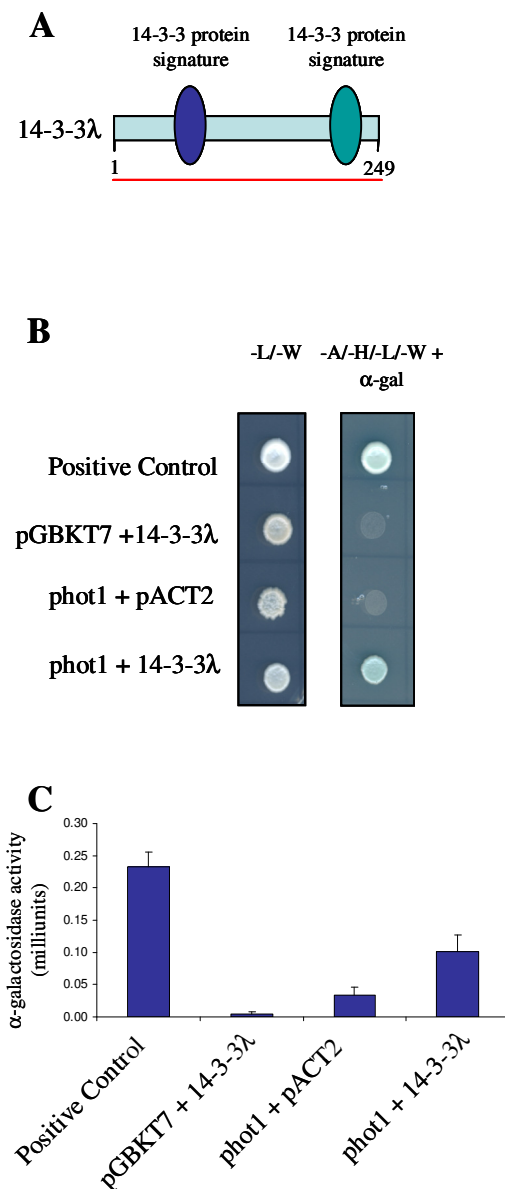 A
14-3-3 protein signature
14-3-3 protein signature
14-3-3λ
1
249
B
-L/-W
-A/-H/-L/-W +
α-gal
Positive Control
pGBKT7 +14-3-3λ
phot1 + pACT2
phot1 + 14-3-3λ
C
α-galactosidase activity
(milliunits)
0.30
0.25
0.20
0.15
0.10
0.05
0.00
Positive Control
pGBKT7 + 14-3-3λ
phot1 + pACT2
phot1 + 14-3-3λ